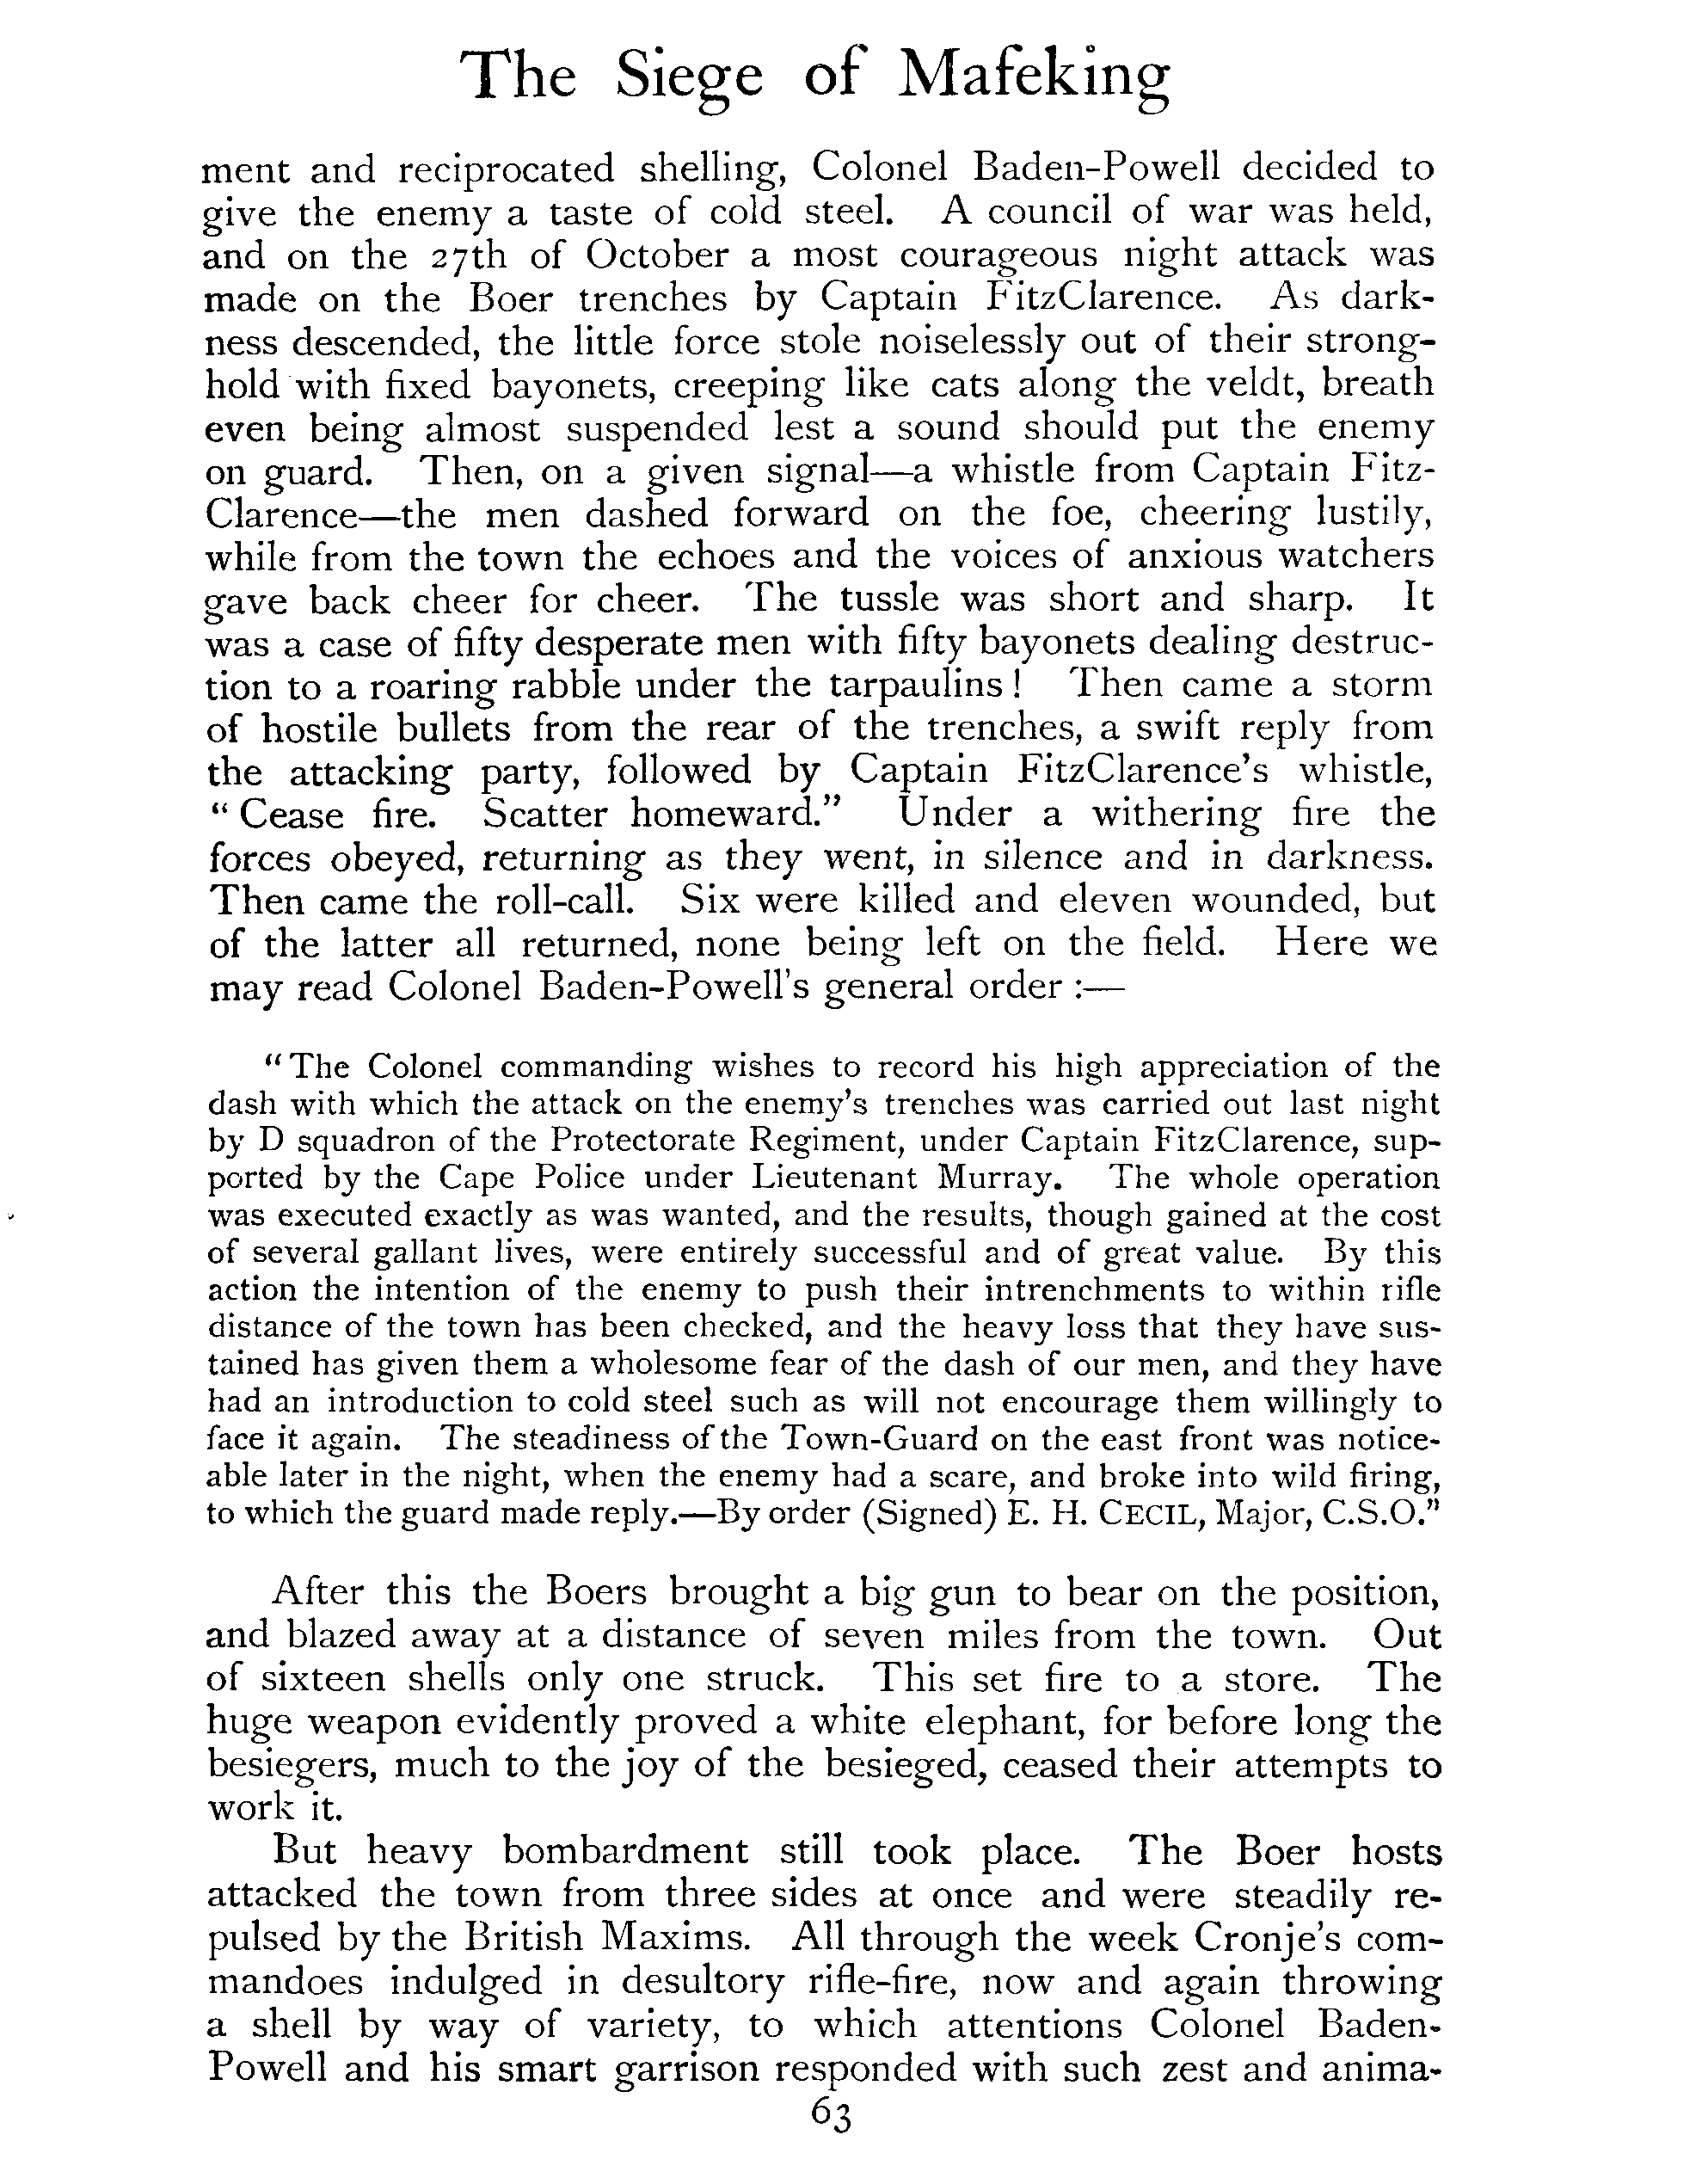 The Siege of Mafeking
ment and reciprocated shelling, Colonel Baden-Powell decided to
give the enemy a taste of cold steel. A council of war was held,
and on the 27th of October a most courageous night attack was
made on the Boer trenches by Captain FitzClarence. As dark-
ness descended, the little force stole noiselessly out of their strong-
hold with fixed bayonets, creeping like cats along the veldt, breath
even being almost suspended lest a sound should put the enemy
on guard. Then, on a given signal—a whistle from Captain Fitz-
Clarence—the men dashed forward on the foe, cheering lustily,
while from the town the echoes and the voices of anxious watchers
gave back cheer for cheer. The tussle was short and sharp. It
was a case of fifty desperate men with fifty bayonets dealing destruc-
tion to a roaring rabble under the tarpaulins! Then came a storm
of hostile bullets from the rear of the trenches, a swift reply from
the attacking party, followed by Captain FitzClarence's whistle,
“Cease fire. Scatter homeward.” Under a withering fire the
forces obeyed, returning as they went, in silence and in darkness.
Then came the roll-call. Six were killed and eleven wounded, but
of the latter all returned, none being left on the field. Here we
may read Colonel Baden-Powell's general order :—
“The Colonel commanding wishes to record his high appreciation of the
dash with which the attack on the enemy's trenches was carried out last night
by D squadron of the Protectorate Regiment, under Captain FitzClarence, sup-
ported by the Cape Police under Lieutenant Murray. The whole operation
was executed exactly as was wanted, and the results, though gained at the cost
of several gallant lives, were entirely successful and of great value. By this
action the intention of the enemy to push their intrenchments to within rifle
distance of the town has been checked, and the heavy loss that they have sus-
tained has given them a wholesome fear of the dash of our men, and they have
had an introduction to cold steel such as will not encourage them willingly to
face it again. The steadiness of the Town-Guard on the east front was notice-
able later in the night, when the enemy had a scare, and broke into wild firing,
to which the guard made reply.—By order (Signed) E. H. CECIL, Major, C.S.O.”
After this the Boers brought a big gun to bear on the position,
and blazed away at a distance of seven miles from the town. Out
of sixteen shells only one struck. This set fire to a store. The
huge weapon evidently proved a white elephant, for before long the
besiegers, much to the joy of the besieged, ceased their attempts to
work it.
But heavy bombardment still took place. The Boer hosts
attacked the town from three sides at once and were steadily re-
pulsed by the British Maxims. All through the week Cronje's com-
mandoes indulged in desultory rifle-fire, now and again throwing
a shell by way of variety, to which attentions Colonel Baden-
Powell and his smart garrison responded with such zest and anima-
63